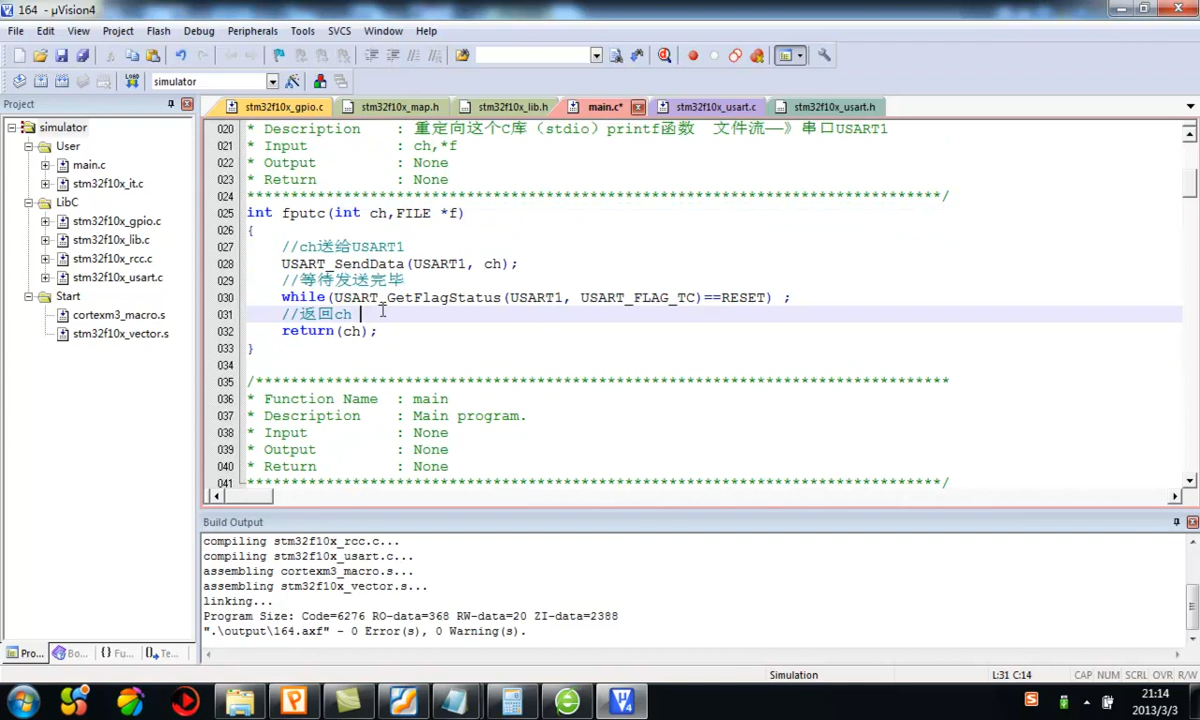 164 - µVision4
File Edit View Project Flash Debug Peripherals Tools SVCS Window Help
simulator
Project
stm32f10x_gpio.c stm32f10x_map.h stm32f10x_lib.h main.c* stm32f10x_usart.c stm32f10x_usart.h
simulator
User
main.c
stm32f10x_it.c
LibC
stm32f10x_gpio.c
stm32f10x_lib.c
stm32f10x_rcc.c
stm32f10x_usart.c
Start
cortexm3_macro.s
stm32f10x_vector.s
020 * Description : 重定向这个C库（stdio）printf函数 文件流——》串口USART1
021 * Input : ch,*f
022 * Output : None
023 * Return : None
024 *******************************************************************************/
025 int fputc(int ch,FILE *f)
026 {
027 //ch送给USART1
028 USART_SendData(USART1, ch);
029 //等待发送完毕
030 while(USART_GetFlagStatus(USART1, USART_FLAG_TC)==RESET) ;
031 //返回ch
032 return(ch);
033 }
034
035 /*******************************************************************************
036 * Function Name : main
037 * Description : Main program.
038 * Input : None
039 * Output : None
040 * Return : None
041 *******************************************************************************/
Build Output
compiling stm32f10x_rcc.c...
compiling stm32f10x_usart.c...
assembling cortexm3_macro.s...
assembling stm32f10x_vector.s...
linking...
Program Size: Code=6276 RO-data=368 RW-data=20 ZI-data=2388
".\output\164.axf" - 0 Error(s), 0 Warning(s).
Pro... Bo... {} Fu... Te...
Simulation L:31 C:14 CAP NUM SCRL OVR R/W
21:14
2013/3/3